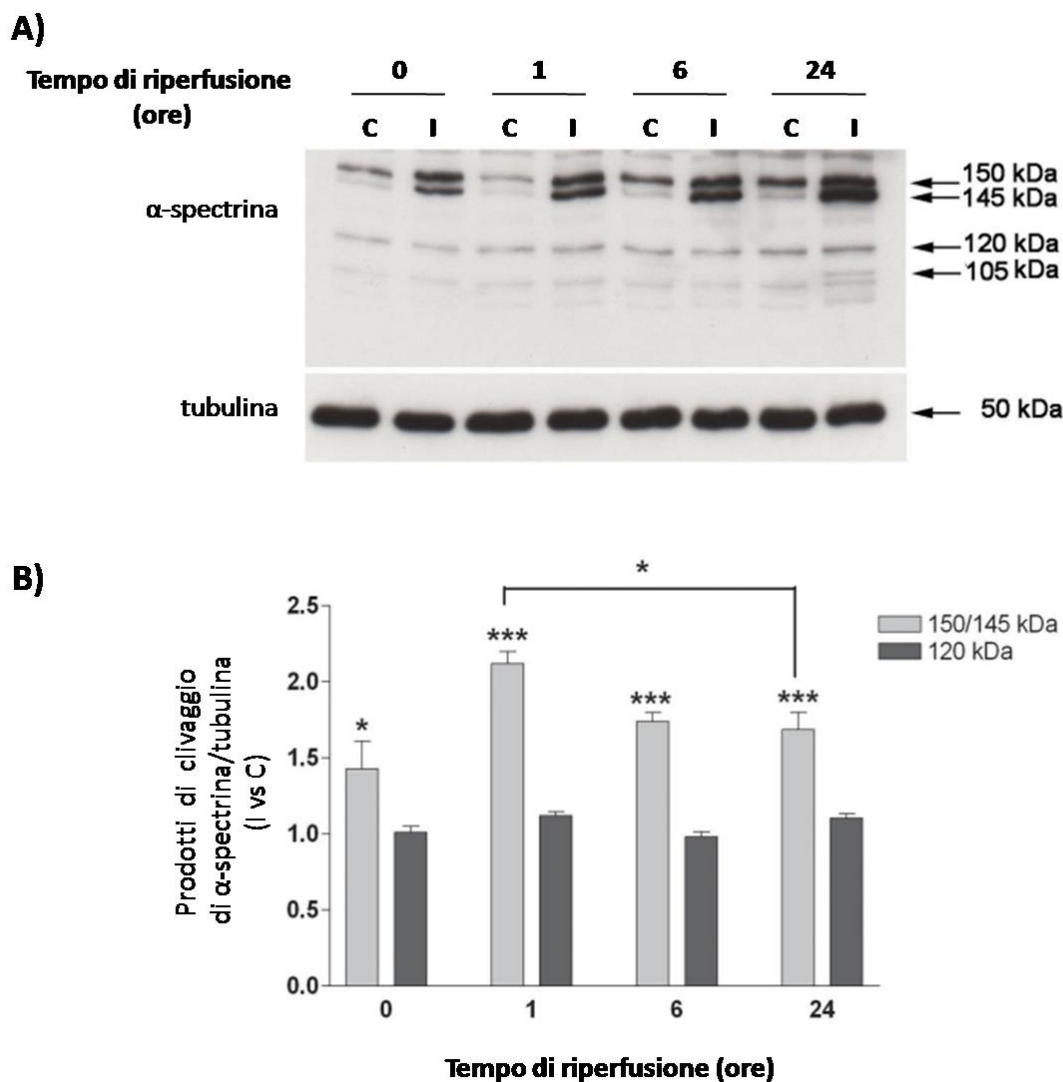 A)
Tempo di riperfusione
(ore)
0 1 6 24
C I C I C I C I
α-spectrina
150 kDa
145 kDa
120 kDa
105 kDa
tubulina
50 kDa
B)
*
2.5
2.0
1.5
1.0
0.5
0.0
* *** *** ***
150/145 kDa
120 kDa
Prodotti di clivaggio
di α-spectrina/tubulina
(I vs C)
0 1 6 24
Tempo di riperfusione (ore)